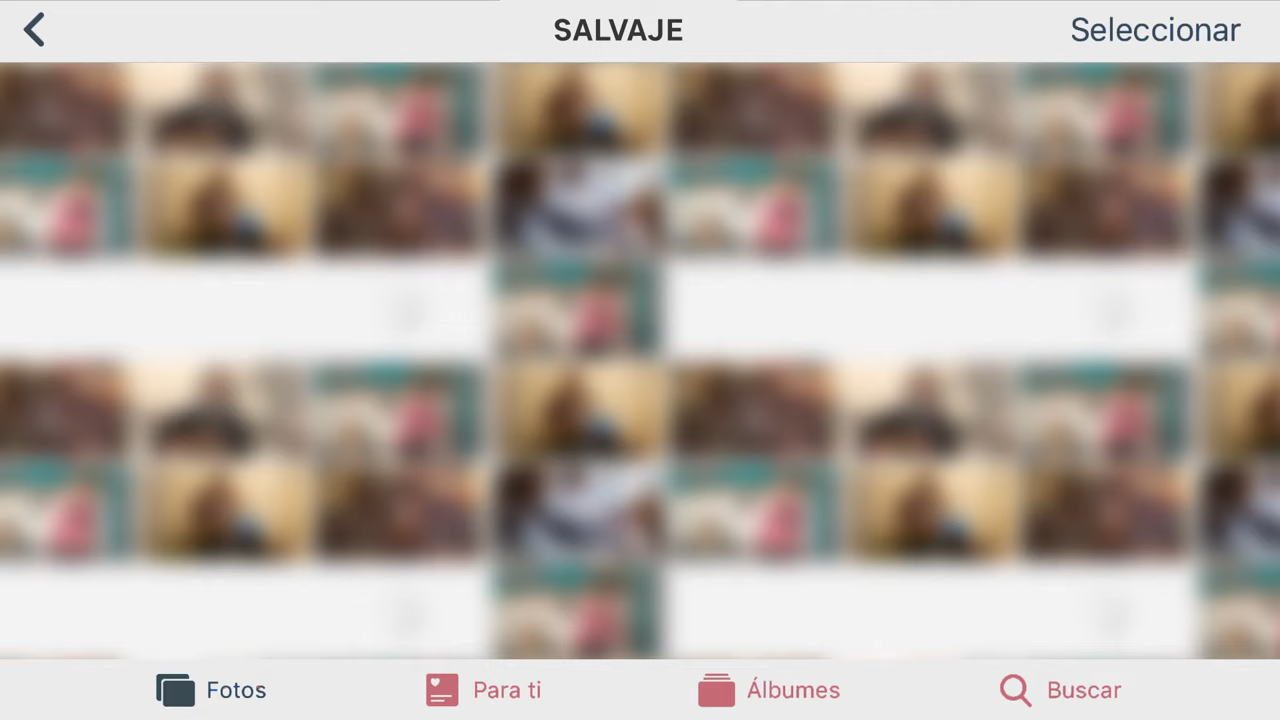 SALVAJE
Seleccionar
Fotos
Para ti
Álbumes
Buscar